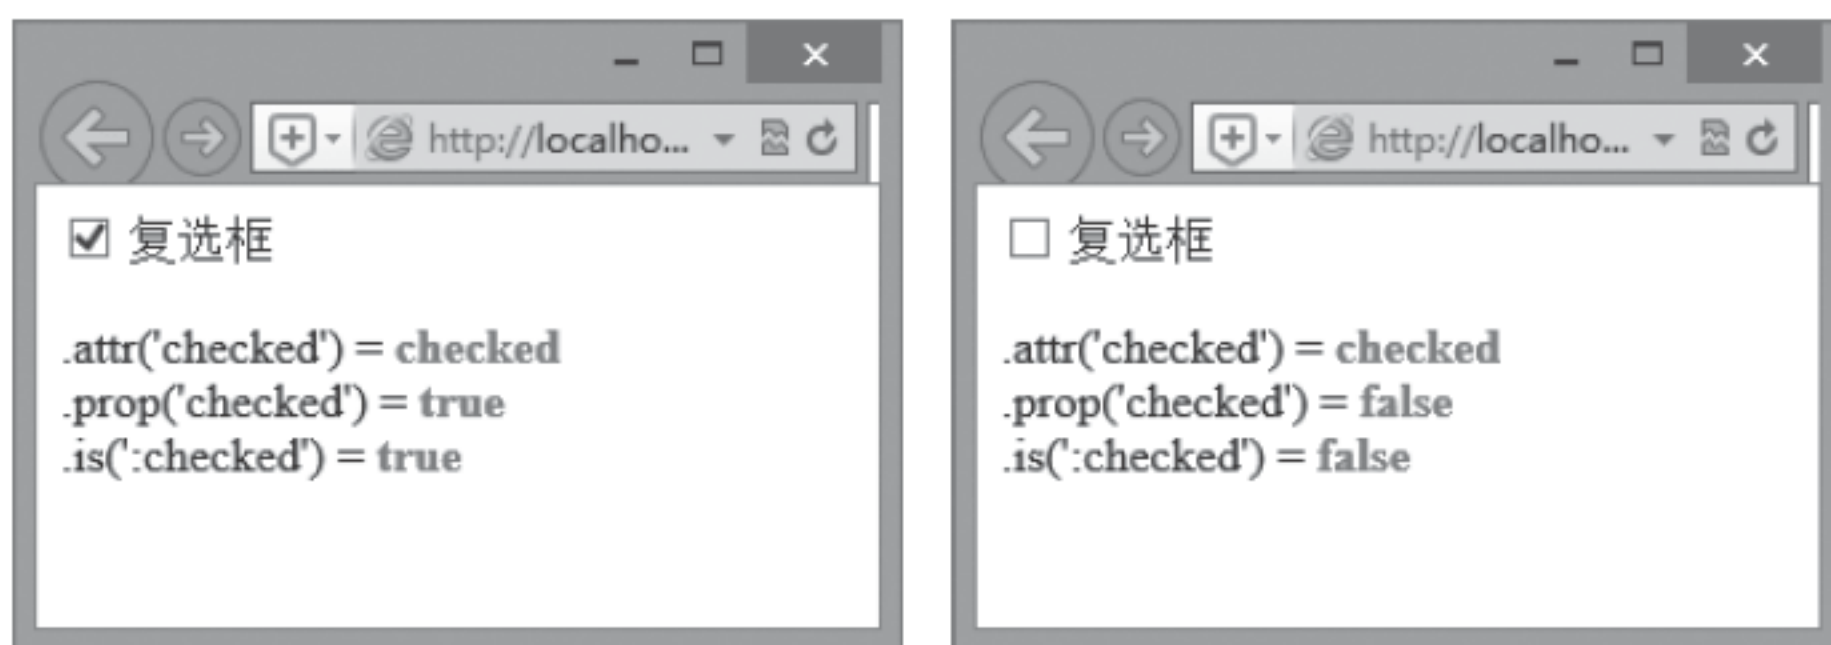 http://localho...
复选框
.attr('checked') = checked
.prop('checked') = true
.is(':checked') = true
http://localho...
复选框
.attr('checked') = checked
.prop('checked') = false
.is(':checked') = false